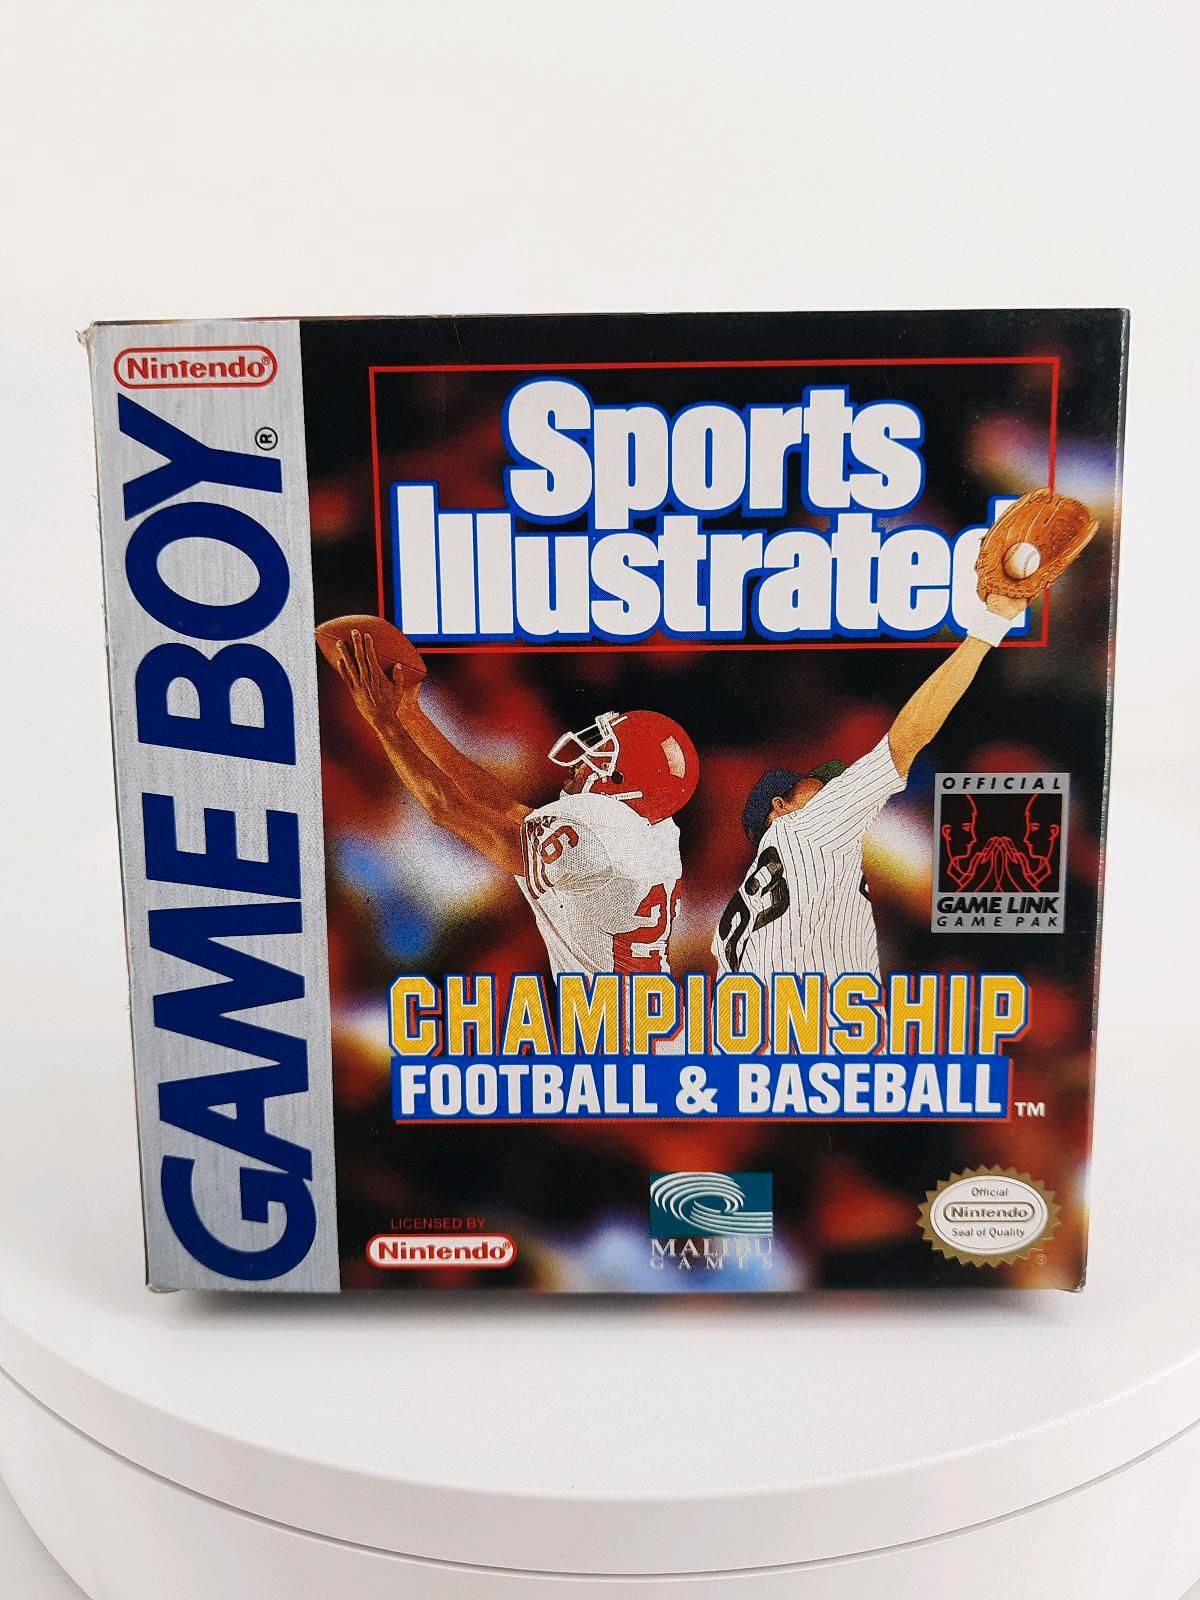 Nintendo®
GAME BOY®
Sports
Illustrated
OFFICIAL
GAME LINK
GAME PAK
CHAMPIONSHIP
FOOTBALL & BASEBALL ™
LICENSED BY
Nintendo®
MALIBU
GAMES
Official
Nintendo
Seal of Quality
®